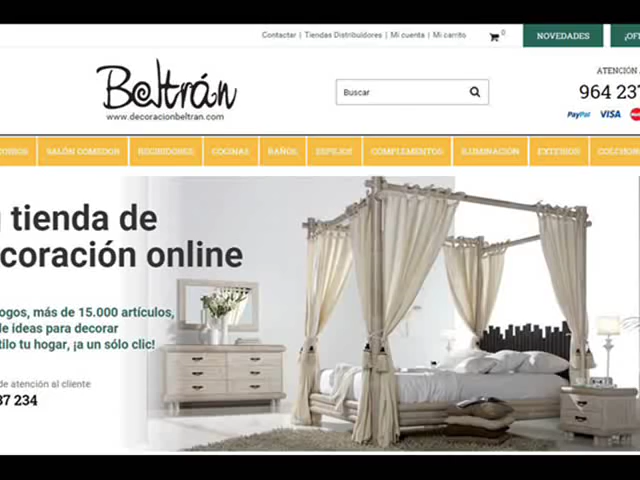 Contactar | Tiendas Distribuidores | Mi cuenta | Mi carrito
0
NOVEDADES
Beltrán
www.decoracionbeltran.com
Buscar
ATENCIÓN
964 237
PayPal VISA
SALÓN COMEDOR RECIBIDORES COCINAS BAÑOS ESPEJOS COMPLEMENTOS ILUMINACIÓN EXTERIOR
tienda de
coración online
ogos, más de 15.000 artículos,
de ideas para decorar
tilo tu hogar, ¡a un sólo clic!
de atención al cliente
37 234